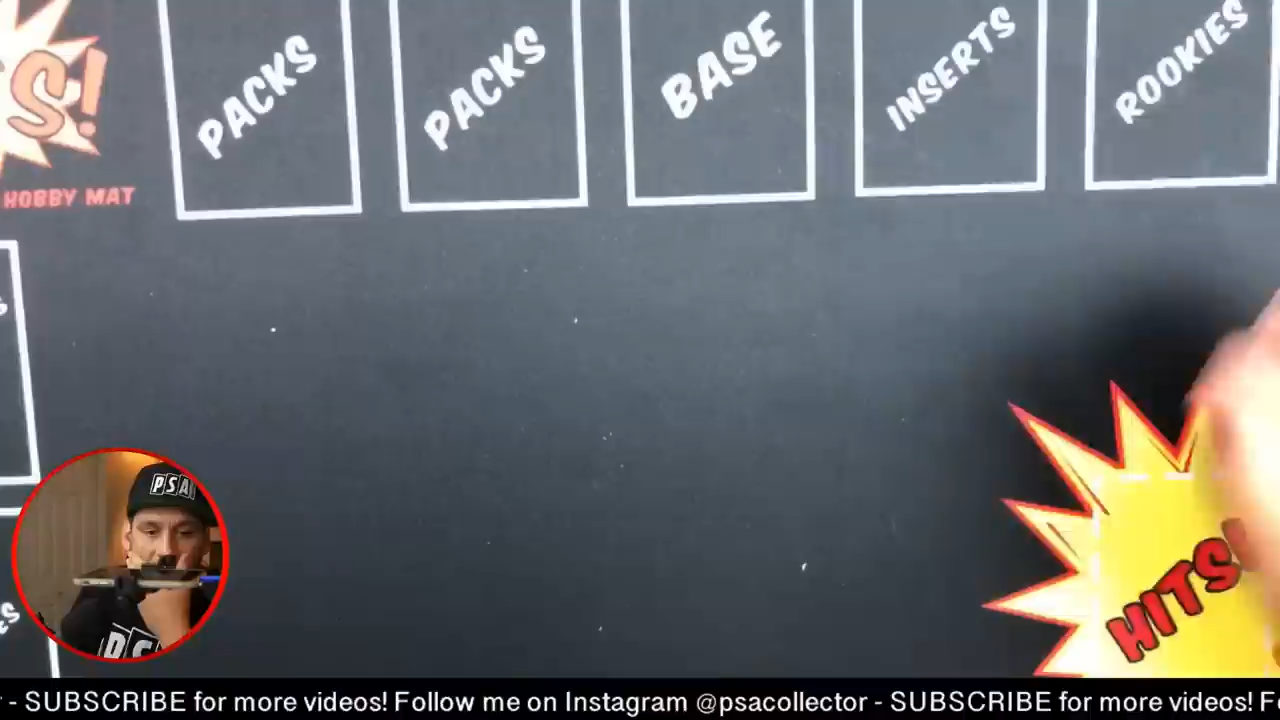 S!
HOBBY MAT
PACKS
PACKS
BASE
INSERTS
ROOKIES
PSA
HITS
- SUBSCRIBE for more videos! Follow me on Instagram @psacollector - SUBSCRIBE for more videos! F